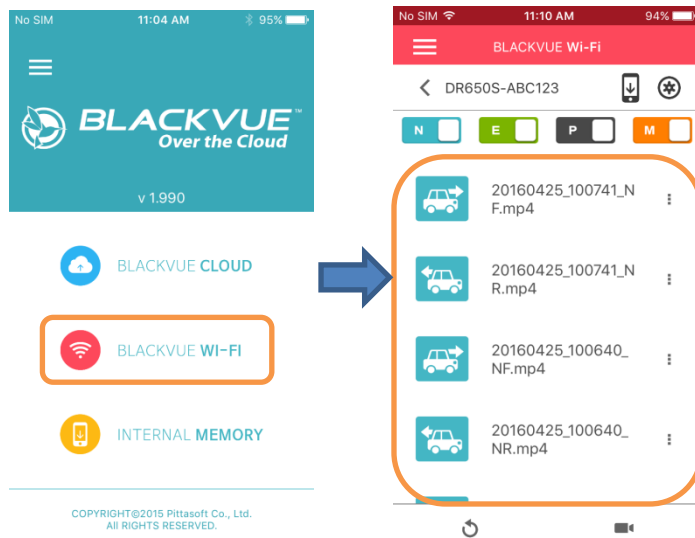 No SIM 11:04 AM 95%
BLACKVUE™
Over the Cloud
v 1.990
BLACKVUE CLOUD
BLACKVUE WI-FI
INTERNAL MEMORY
COPYRIGHT©2015 Pittasoft Co., Ltd.
All RIGHTS RESERVED.
No SIM 11:10 AM 94%
BLACKVUE Wi-Fi
DR650S-ABC123
N E P M
20160425_100741_N
F.mp4
20160425_100741_N
R.mp4
20160425_100640_
NF.mp4
20160425_100640_
NR.mp4